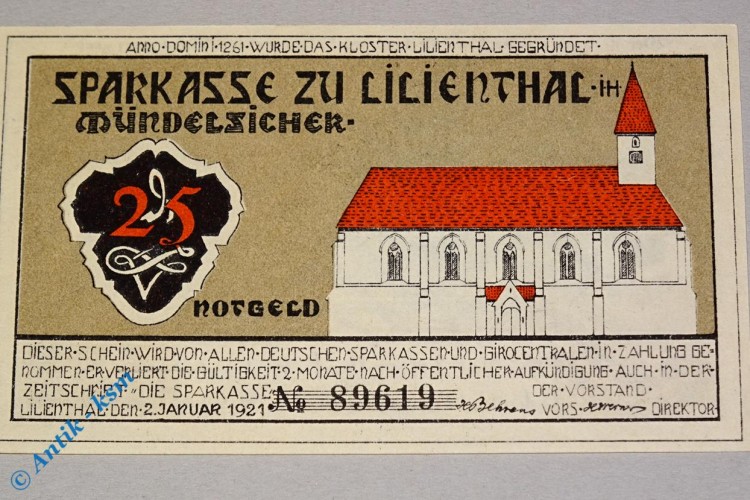 ANNO·DOMINI·1261·WURDE·DAS·KLOSTER·LILIENTHAL·GEGRÜNDET·
SPARKASSE ZU LILIENTHAL·IH·
MÜNDELSICHER·
25
NOTGELD
DIESER·SCHEIN·WIRD·VON·ALLEN·DEUTSCHEN·SPARKASSEN·UND·GIROCENTRALEN·IN·ZAHLUNG GE-
NOMMEN·ER·VERLIERT·DIE·GÜLTIGKEIT·2·MONATE·NACH·ÖFFENTLICHER·AUFKÜNDIGUNG·AUCH·IN·DER·
ZEITSCHRIFT·"DIE SPARKASSE DER·VORSTAND·
LILIENTHAL·DEN·2.JANUAR 1921 No 89619 Behrens VORS· DIREKTOR·
© Antik-ksm